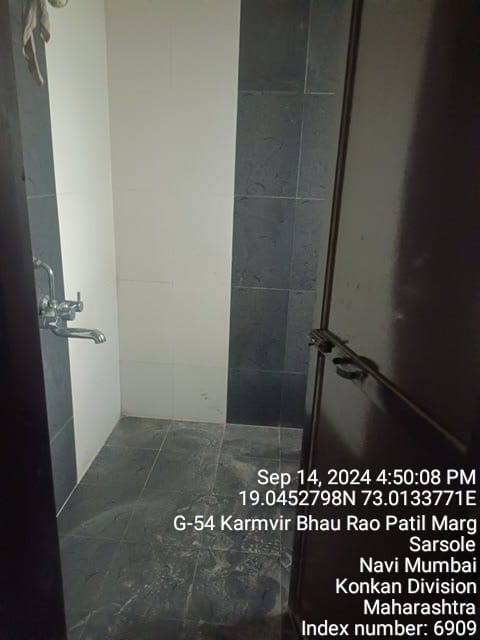 Sep 14, 2024 4:50:08 PM
19.0452798N 73.0133771E
G-54 Karmvir Bhau Rao Patil Marg
Sarsole
Navi Mumbai
Konkan Division
Maharashtra
Index number: 6909